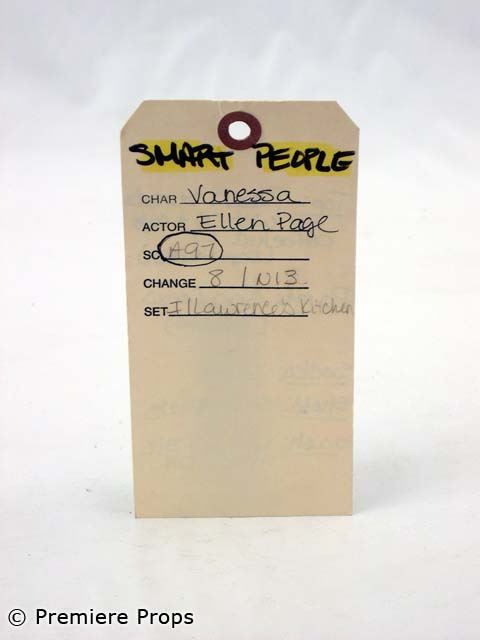 SMART PEOPLE
CHAR Vanessa
ACTOR Ellen Page
SC A97
CHANGE 8 / N13
SET I/Lawrence's Kitchen
© Premiere Props